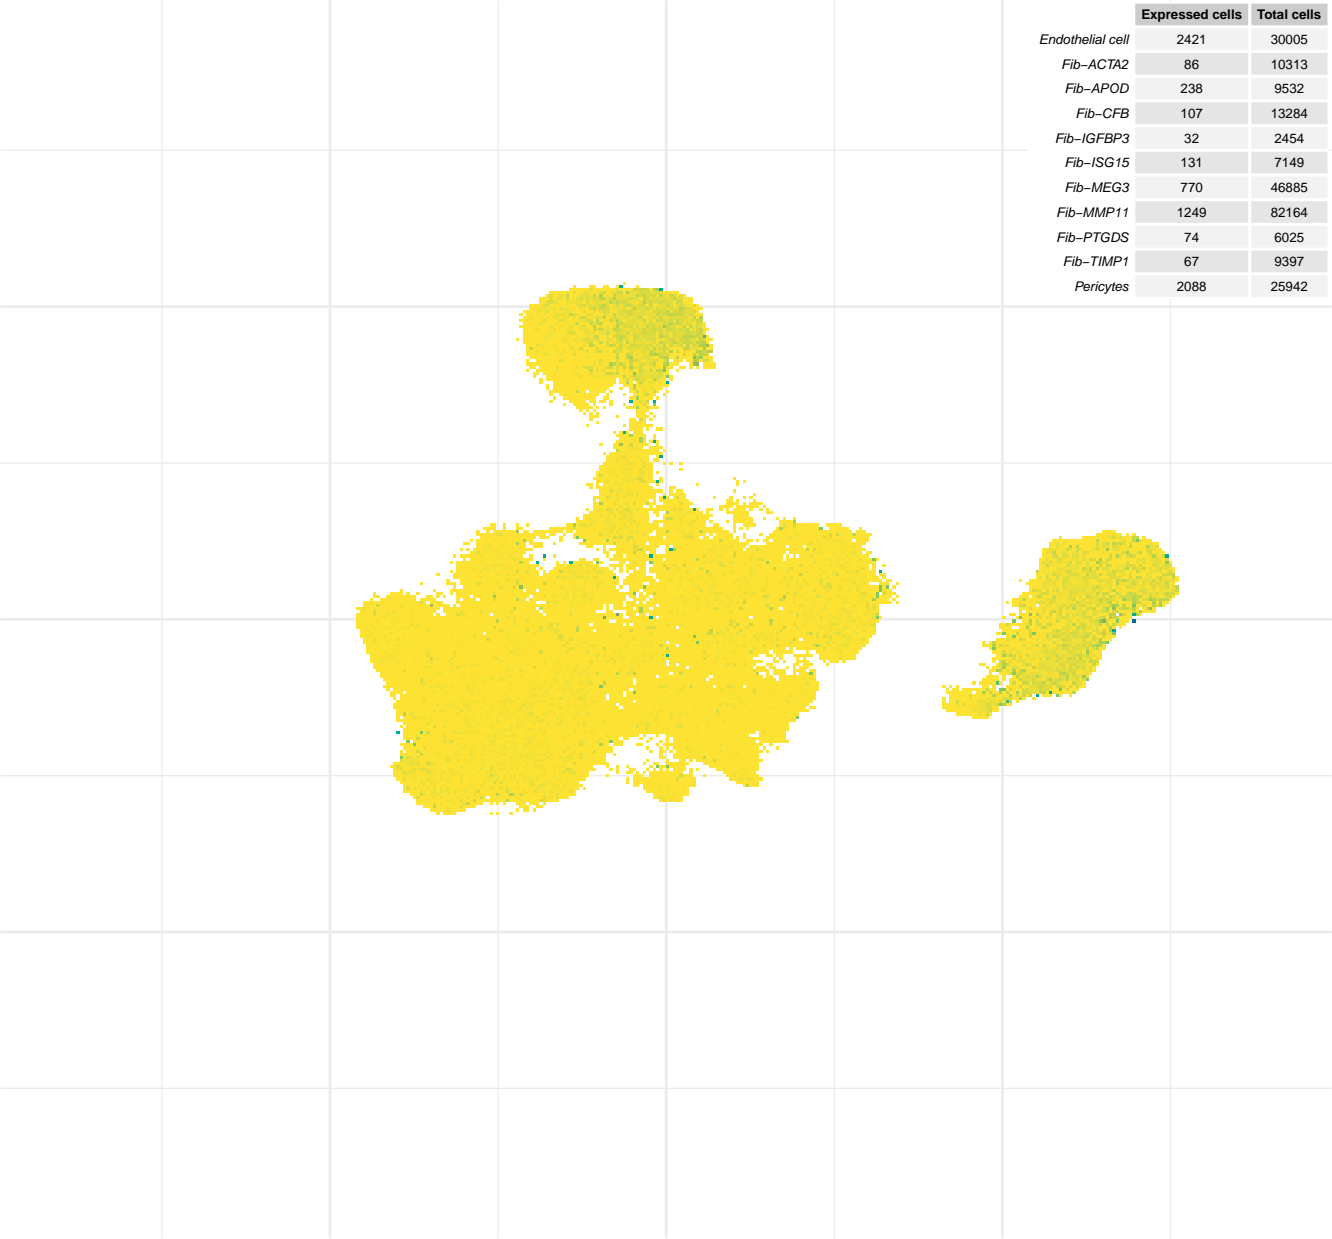 Expressed cells Total cells
Endothelial cell 2421 30005
Fib−ACTA2 86 10313
Fib−APOD 238 9532
Fib−CFB 107 13284
Fib−IGFBP3 32 2454
Fib−ISG15 131 7149
Fib−MEG3 770 46885
Fib−MMP11 1249 82164
Fib−PTGDS 74 6025
Fib−TIMP1 67 9397
Pericytes 2088 25942